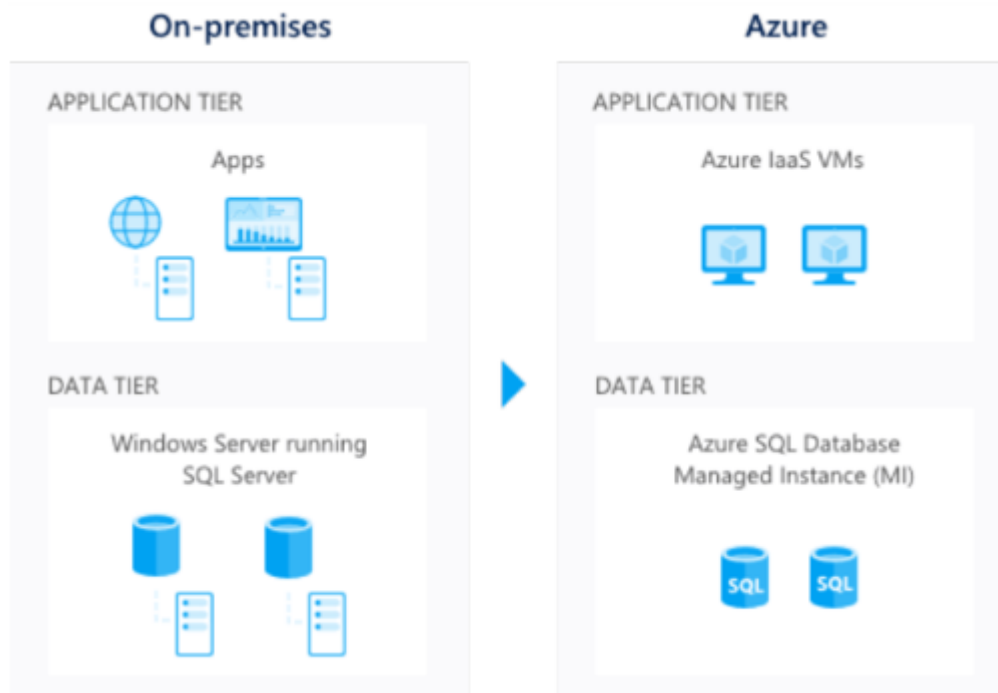 On-premises
APPLICATION TIER
Apps
DATA TIER
Windows Server running
SQL Server
Azure
APPLICATION TIER
Azure IaaS VMs
DATA TIER
Azure SQL Database
Managed Instance (MI)
SQL
SQL